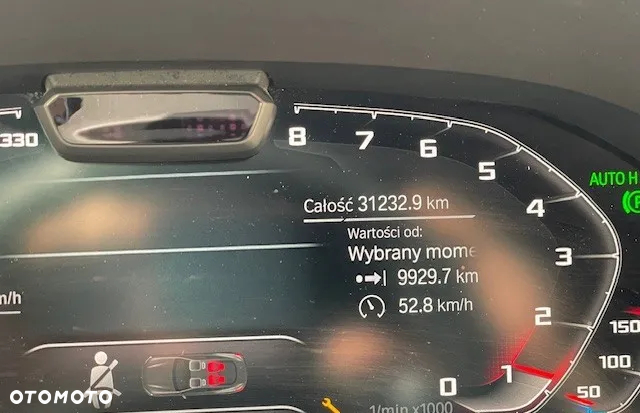 330
8
7
6
5
4
3
2
1
0
AUTO H
Całość 31232.9 km
Wartości od:
Wybrany mome
9929.7 km
52.8 km/h
m/h
150
100
50
1/min x1000
OTOMOTO